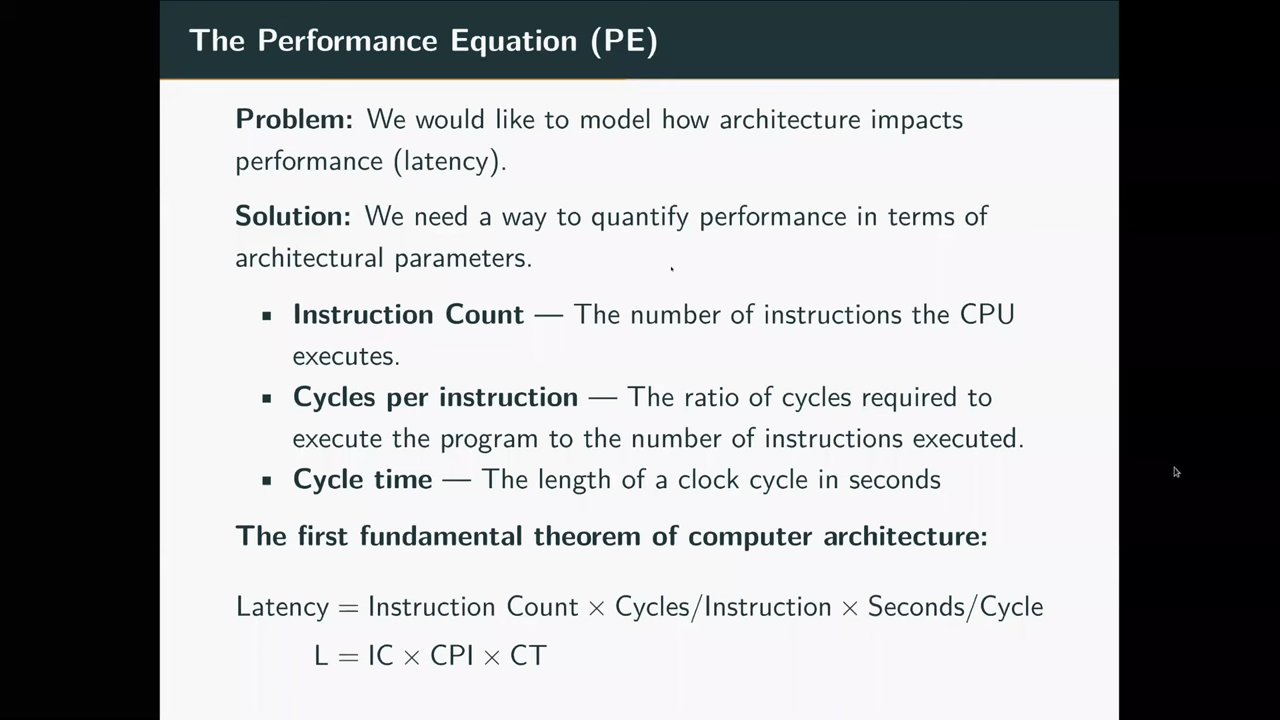 The Performance Equation (PE)
Problem: We would like to model how architecture impacts
performance (latency).
Solution: We need a way to quantify performance in terms of
architectural parameters.
▪ Instruction Count — The number of instructions the CPU
executes.
▪ Cycles per instruction — The ratio of cycles required to
execute the program to the number of instructions executed.
▪ Cycle time — The length of a clock cycle in seconds
The first fundamental theorem of computer architecture:
Latency = Instruction Count × Cycles/Instruction × Seconds/Cycle
L = IC × CPI × CT